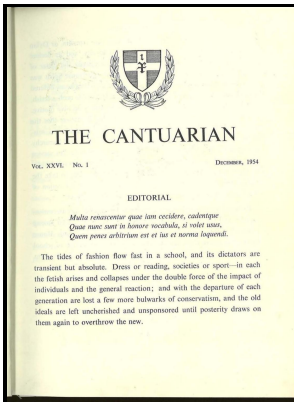 THE CANTUARIAN
VOL. XXVI. No. 1
DECEMBER, 1954
EDITORIAL
Multa renascentur quae iam cecidere, cadentque
Quae nunc sunt in honore vocabula, si volet usus,
Quem penes arbitrium est et ius et norma loquendi.
The tides of fashion flow fast in a school, and its dictators are
transient but absolute. Dress or reading, societies or sport—in each
the fetish arises and collapses under the double force of the impact of
individuals and the general reaction; and with the departure of each
generation are lost a few more bulwarks of conservatism, and the old
ideals are left uncherished and unsponsored until posterity draws on
them again to overthrow the new.